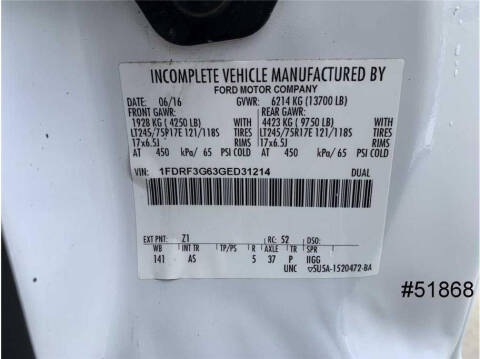 INCOMPLETE VEHICLE MANUFACTURED BY
FORD MOTOR COMPANY
DATE: 06/16 GVWR: 6214 KG (13700 LB)
FRONT GAWR: REAR GAWR:
1928 KG ( 4250 LB) WITH 4423 KG ( 9750 LB) WITH
LT245/75R17E 121/118S TIRES LT245/75R17E 121/118S TIRES
17x6.5J RIMS 17x6.5J RIMS
AT 450 kPa/ 65 PSI COLD AT 450 kPa/ 65
VIN: 1FDRF3G63GED31214 DUAL
EXT PNT: Z1 RC: 52 DSO:
WB INT TR TP/PS R AXLE TR SPR
141 AS 5 37 P IIGG
UNC 5U5A-1520472-BA
#51868